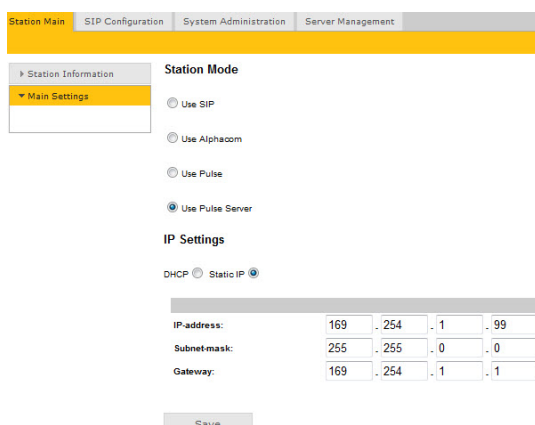 Station Main SIP Configuration System Administration Server Management
Station Information
Main Settings
Station Mode
Use SIP
Use Alphacom
Use Pulse
Use Pulse Server
IP Settings
DHCP Static IP
IP-address: 169 . 254 . 1 . 99
Subnet-mask: 255 . 255 . 0 . 0
Gateway: 169 . 254 . 1 . 1
Save